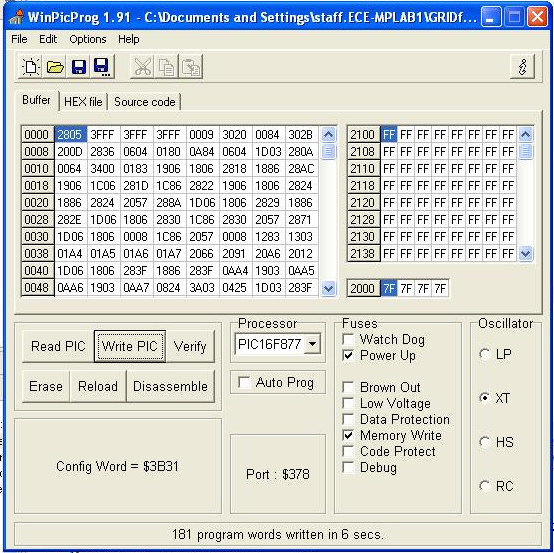 WinPicProg 1.91 - C:\Documents and Settings\staff.ECE-MPLAB1\GRIDf...
File Edit Options Help
Buffer HEX file Source code
0000 2805 3FFF 3FFF 3FFF 0009 3020 0084 302B
0008 200D 2836 0604 0180 0A84 0604 1D03 280A
0010 0064 3400 0183 1906 1806 2818 1886 28AC
0018 1906 1C06 281D 1C86 2822 1906 1806 2824
0020 1886 2824 2057 288A 1D06 1806 2829 1886
0028 282E 1D06 1806 2830 1C86 2830 2057 2871
0030 1D06 1806 0008 1C86 2057 0008 1283 1303
0038 01A4 01A5 01A6 01A7 2066 2091 20A6 2012
0040 1D06 1806 283F 1886 283F 0AA4 1903 0AA5
0048 0AA6 1903 0AA7 0824 3A03 0425 1D03 283F
2100 FF FF FF FF FF FF FF FF
2108 FF FF FF FF FF FF FF FF
2110 FF FF FF FF FF FF FF FF
2118 FF FF FF FF FF FF FF FF
2120 FF FF FF FF FF FF FF FF
2128 FF FF FF FF FF FF FF FF
2130 FF FF FF FF FF FF FF FF
2138 FF FF FF FF FF FF FF FF
2000 7F 7F 7F 7F
Read PIC Write PIC Verify
Erase Reload Disassemble
Config Word = $3B31
Processor
PIC16F877
Auto Prog
Port : $378
Fuses
Watch Dog
Power Up
Brown Out
Low Voltage
Data Protection
Memory Write
Code Protect
Debug
Oscillator
LP
XT
HS
RC
181 program words written in 6 secs.